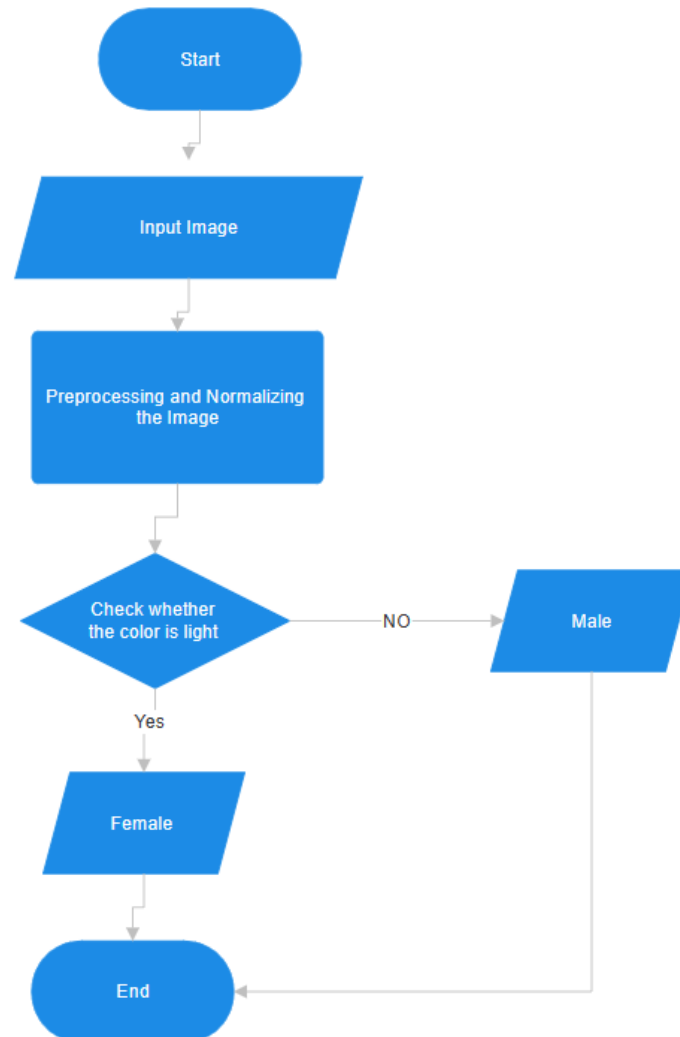 Start
Input Image
Preprocessing and Normalizing
the Image
Check whether
the color is light
NO
Male
Yes
Female
End